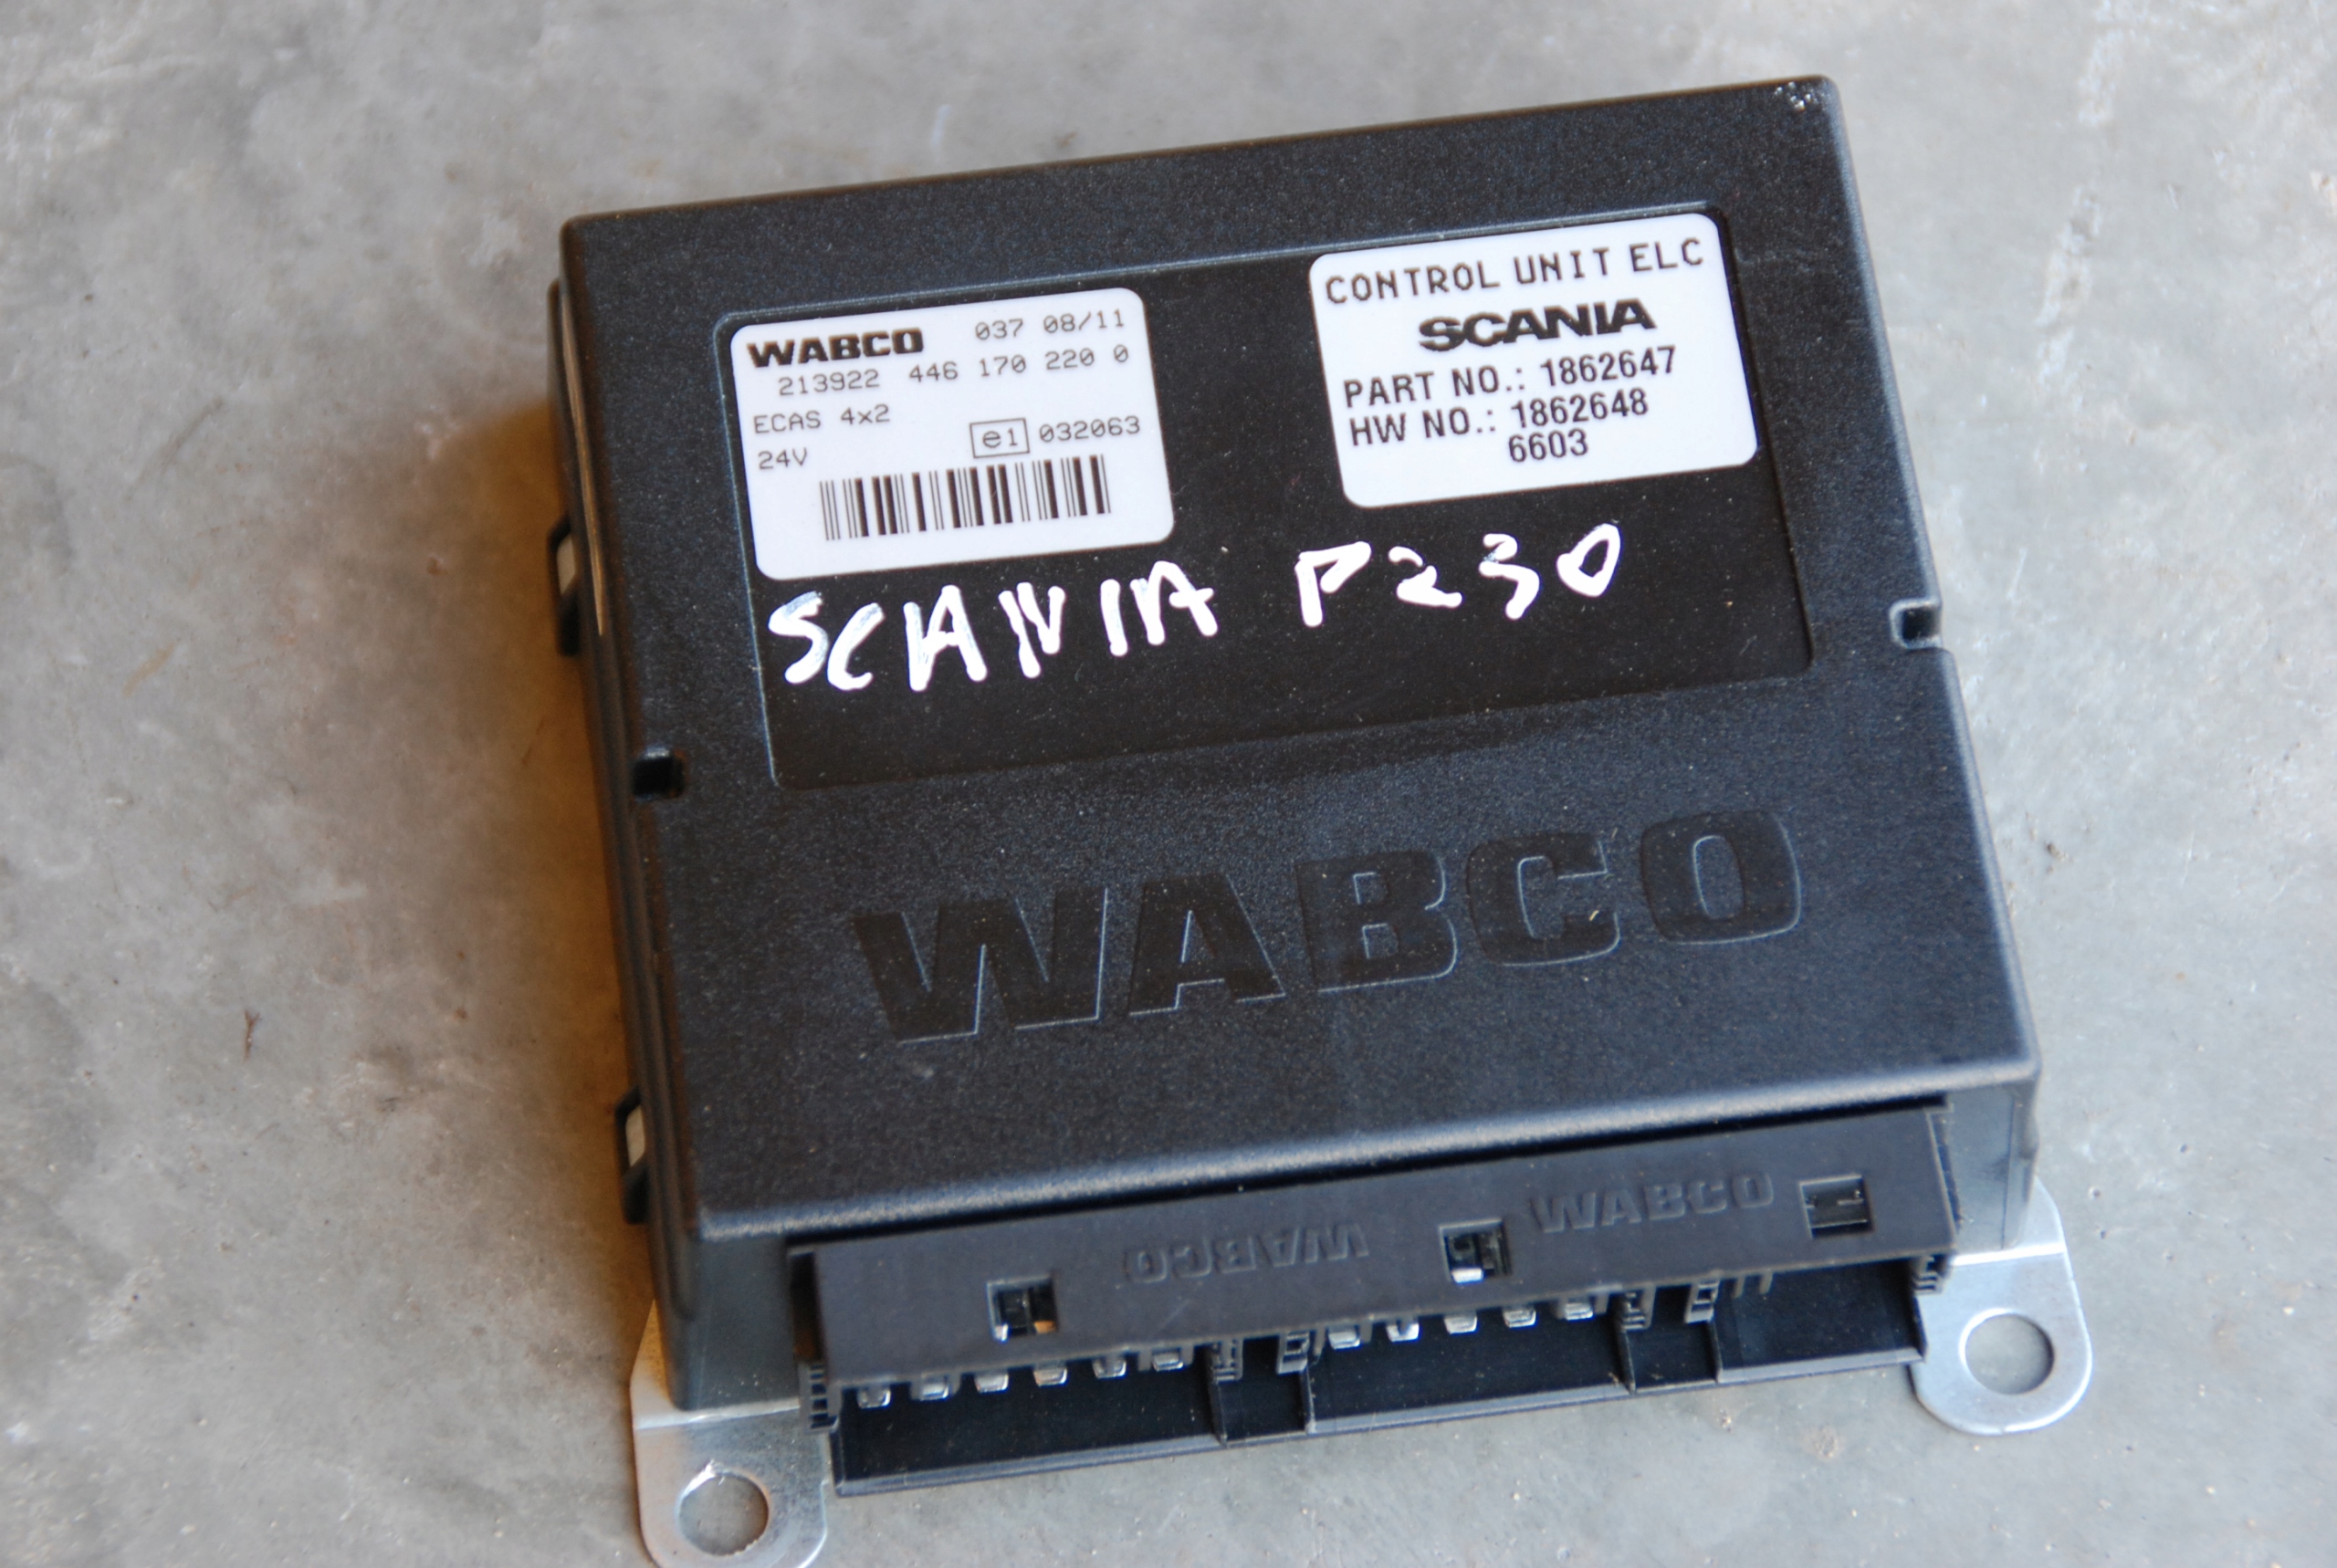 WABCO 037 08/11
213922 446 170 220 0
ECAS 4x2
24V e1 032063
CONTROL UNIT ELC
SCANIA
PART NO.: 1862647
HW NO.: 1862648
6603
SCANIA P230
WABCO
WABCO WABCO